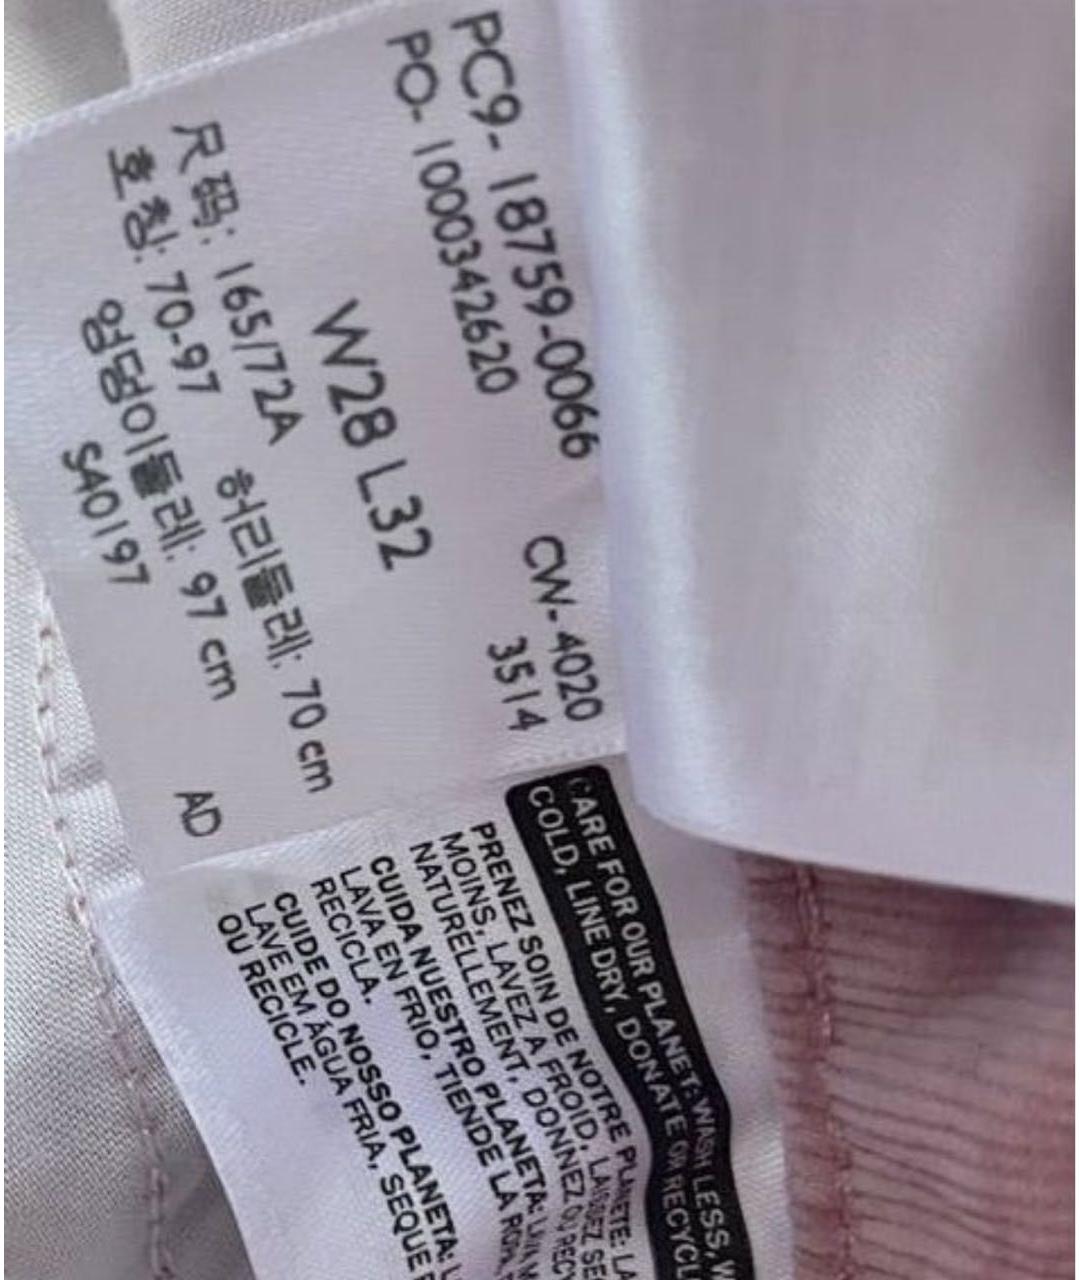 PC9- 18759-0066 CW- 4020
PO- 1000342620 3514
W28 L32
尺码: 165/72A 허리둘레: 70 cm
호칭: 70-97
엉덩이둘레: 97 cm
S40197 AD
CARE FOR OUR PLANET: WASH LESS,
COLD, LINE DRY, DONATE OR
PRENEZ SOIN DE NOTRE PLANÈTE:
MOINS, LAVEZ A FROID, LAISSEZ
NATURELLEMENT, DONNEZ OU
CUIDA NUESTRO PLANETA:
LAVA EN FRIO, TIENDE LA
RECICLA.
CUIDE DO NOSSO PLANETA:
LAVE EM ÁGUA FRIA, SEQUE
OU RECICLE.